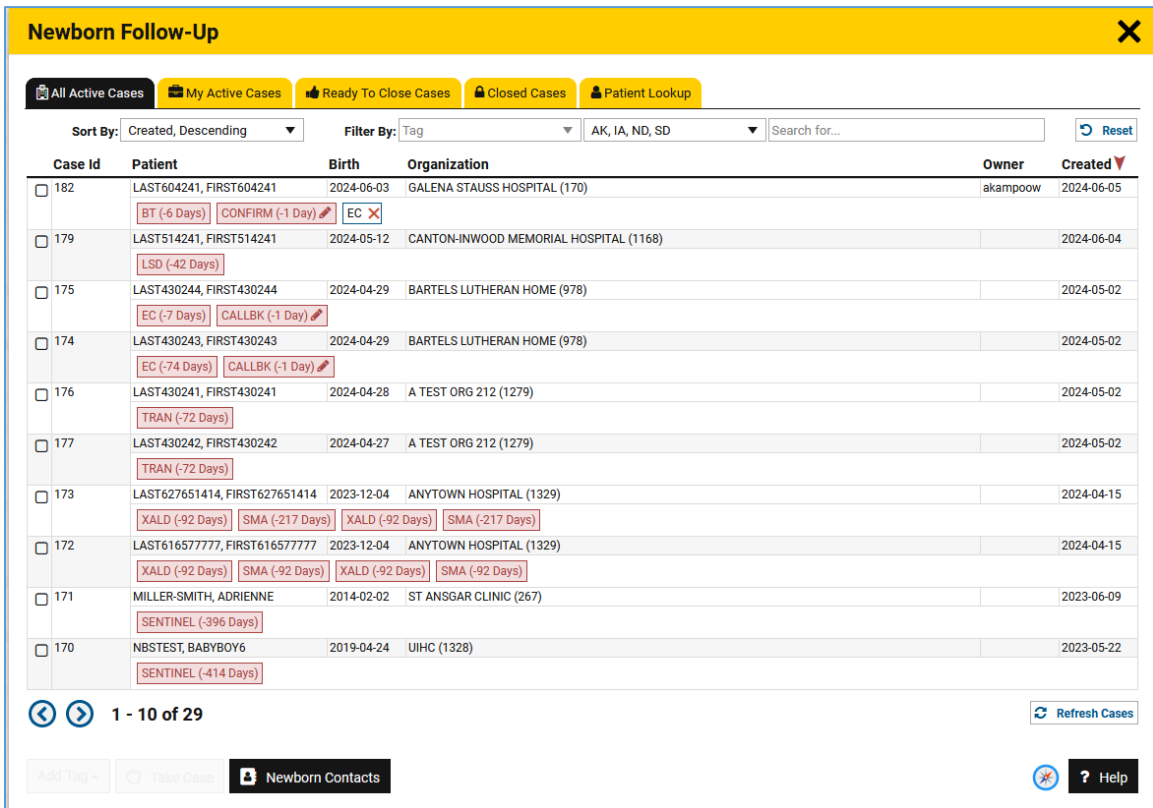 Newborn Follow-Up
All Active Cases My Active Cases Ready To Close Cases Closed Cases Patient Lookup
Sort By: Created, Descending Filter By: Tag AK, IA, ND, SD Search for... Reset
Case Id Patient Birth Organization Owner Created
182 LAST604241, FIRST604241 2024-06-03 GALENA STAUSS HOSPITAL (170) akampoow 2024-06-05
BT (-6 Days) CONFIRM (-1 Day) EC
179 LAST514241, FIRST514241 2024-05-12 CANTON-INWOOD MEMORIAL HOSPITAL (1168) 2024-06-04
LSD (-42 Days)
175 LAST430244, FIRST430244 2024-04-29 BARTELS LUTHERAN HOME (978) 2024-05-02
EC (-7 Days) CALLBK (-1 Day)
174 LAST430243, FIRST430243 2024-04-29 BARTELS LUTHERAN HOME (978) 2024-05-02
EC (-74 Days) CALLBK (-1 Day)
176 LAST430241, FIRST430241 2024-04-28 A TEST ORG 212 (1279) 2024-05-02
TRAN (-72 Days)
177 LAST430242, FIRST430242 2024-04-27 A TEST ORG 212 (1279) 2024-05-02
TRAN (-72 Days)
173 LAST627651414, FIRST627651414 2023-12-04 ANYTOWN HOSPITAL (1329) 2024-04-15
XALD (-92 Days) SMA (-217 Days) XALD (-92 Days) SMA (-217 Days)
172 LAST616577777, FIRST616577777 2023-12-04 ANYTOWN HOSPITAL (1329) 2024-04-15
XALD (-92 Days) SMA (-92 Days) XALD (-92 Days) SMA (-92 Days)
171 MILLER-SMITH, ADRIENNE 2014-02-02 ST ANSGAR CLINIC (267) 2023-06-09
SENTINEL (-396 Days)
170 NBSTEST, BABYBOY6 2019-04-24 UIHC (1328) 2023-05-22
SENTINEL (-414 Days)
1 - 10 of 29 Refresh Cases
Add Tag Take Case Newborn Contacts ? Help